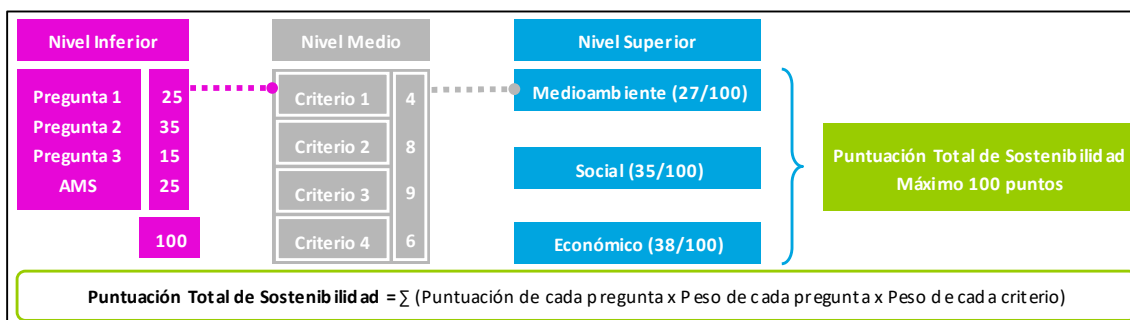 Nivel Inferior
Nivel Medio
Nivel Superior
Pregunta 1 25
Pregunta 2 35
Pregunta 3 15
AMS 25
100
Criterio 1 4
Criterio 2 8
Criterio 3 9
Criterio 4 6
Medioambiente (27/100)
Social (35/100)
Económico (38/100)
Puntuación Total de Sostenibilidad
Máximo 100 puntos
Puntuación Total de Sostenibilidad = ∑ (Puntuación de cada pregunta x Peso de cada pregunta x Peso de cada criterio)